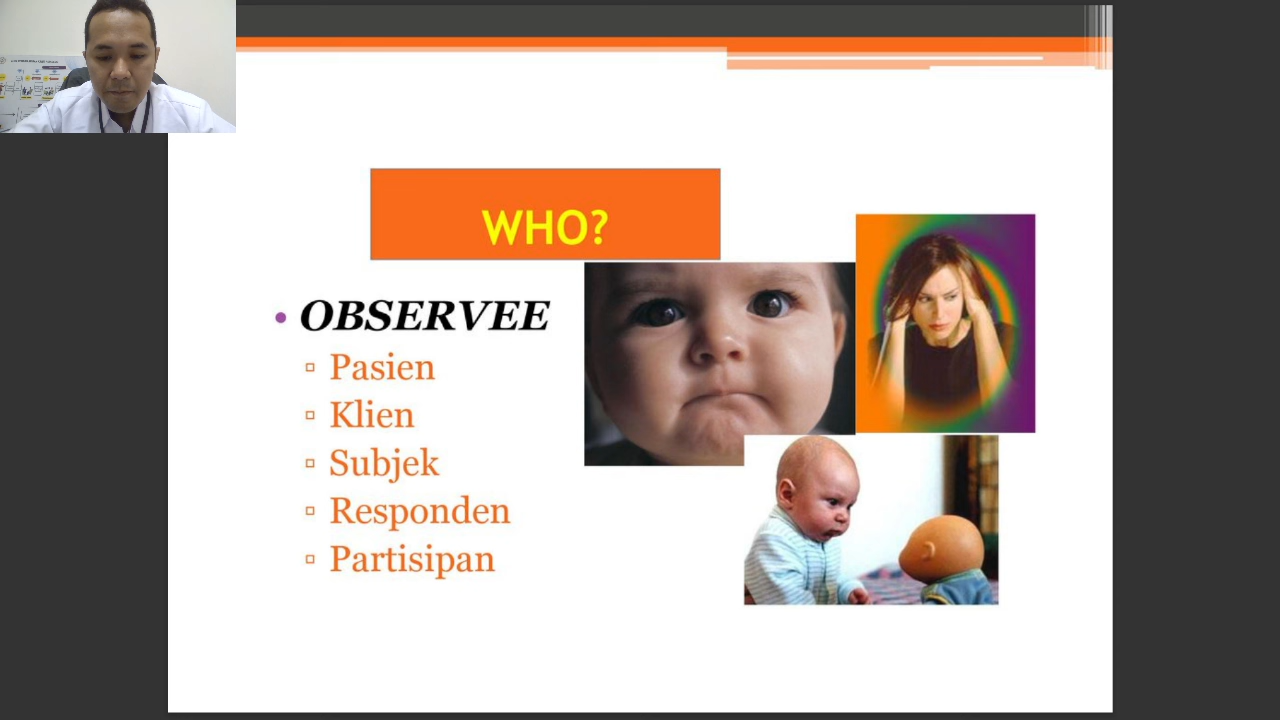 WHO?
• OBSERVEE
▫ Pasien
▫ Klien
▫ Subjek
▫ Responden
▫ Partisipan